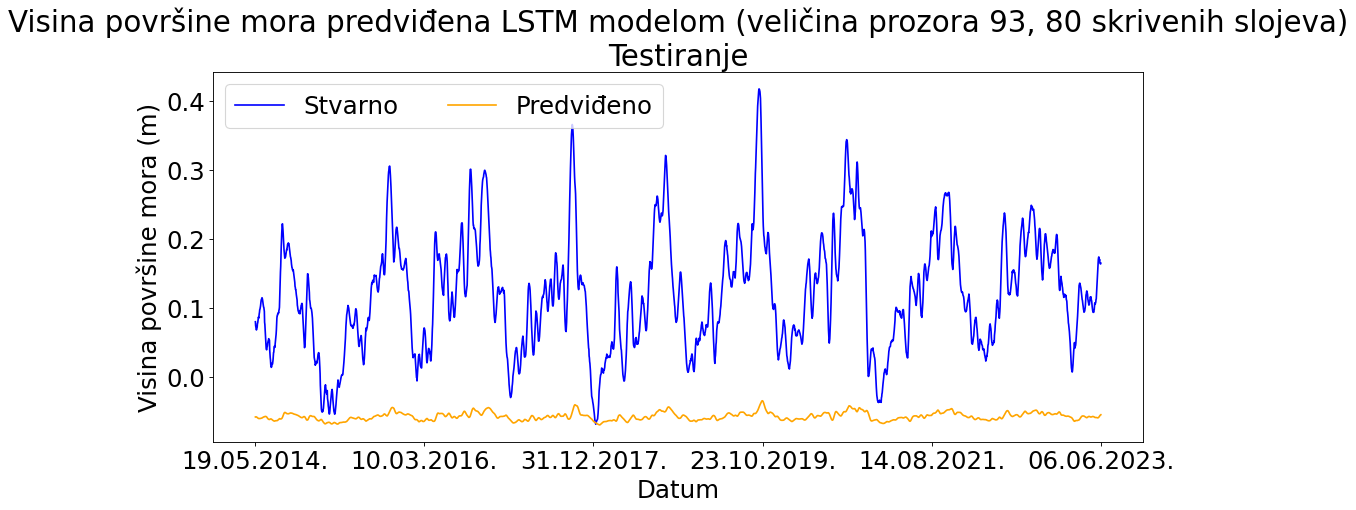 Visina površine mora predviđena LSTM modelom (veličina prozora 93, 80 skrivenih slojeva)
Testiranje
Stvarno
Predviđeno
Visina površine mora (m)
0.4
0.3
0.2
0.1
0.0
19.05.2014.
10.03.2016.
31.12.2017.
23.10.2019.
14.08.2021.
06.06.2023.
Datum